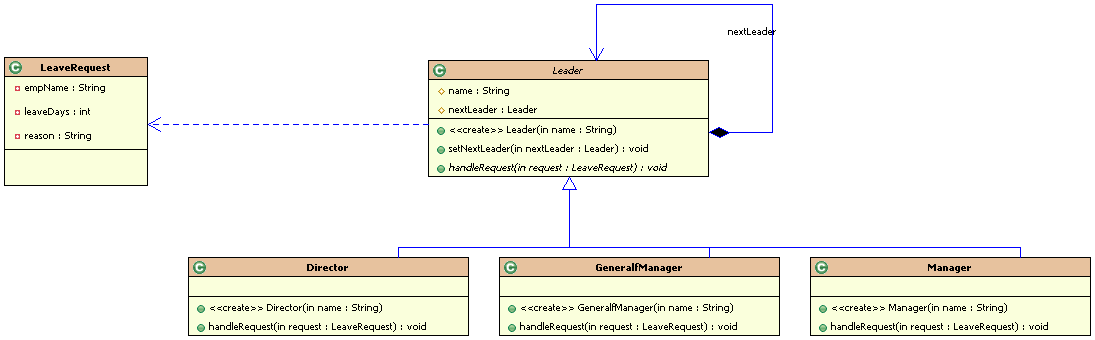 nextLeader
LeaveRequest
empName : String
leaveDays : int
reason : String
Leader
name : String
nextLeader : Leader
<<create>> Leader(in name : String)
setNextLeader(in nextLeader : Leader) : void
handleRequest(in request : LeaveRequest) : void
Director
<<create>> Director(in name : String)
handleRequest(in request : LeaveRequest) : void
GeneralfManager
<<create>> GeneralfManager(in name : String)
handleRequest(in request : LeaveRequest) : void
Manager
<<create>> Manager(in name : String)
handleRequest(in request : LeaveRequest) : void